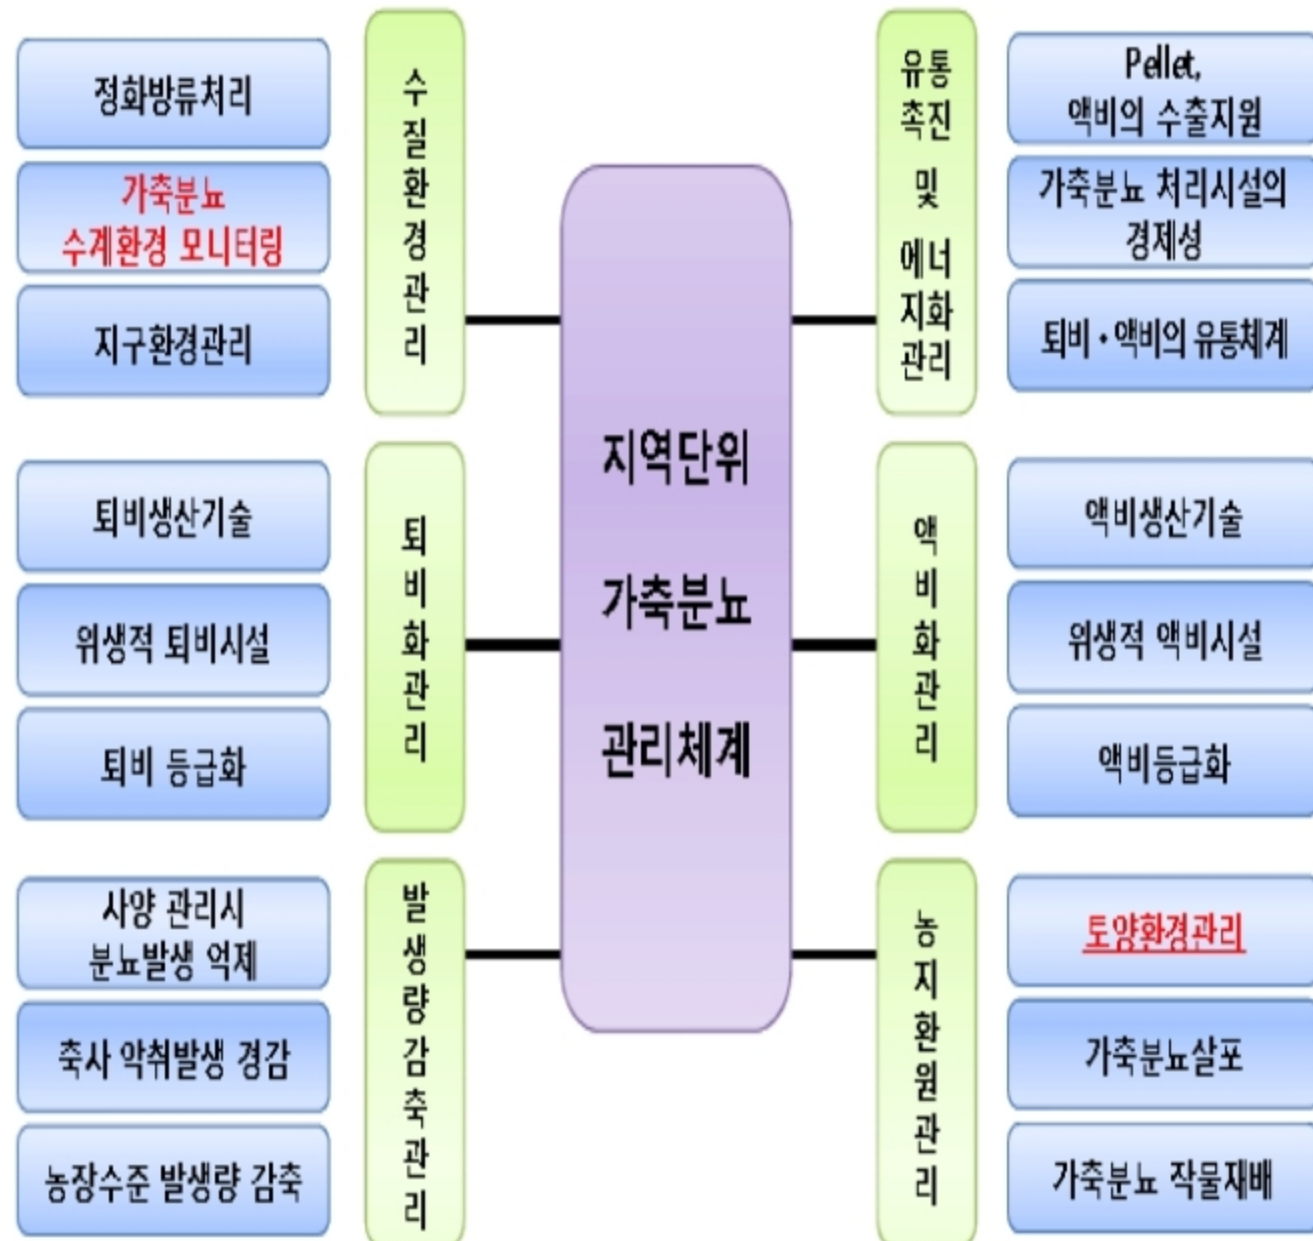 정화방류처리
가축분뇨
수계환경 모니터링
지구환경관리
수질환경관리
퇴비생산기술
위생적 퇴비시설
퇴비 등급화
퇴비화관리
사양 관리시
분뇨발생 억제
축사 악취발생 경감
농장수준 발생량 감축
발생량감축관리
지역단위
가축분뇨
관리체계
유통
촉진
및
에너
지화
관리
Pellet,
액비의 수출지원
가축분뇨 처리시설의
경제성
퇴비·액비의 유통체계
액비화관리
액비생산기술
위생적 액비시설
액비등급화
농지환원관리
토양환경관리
가축분뇨살포
가축분뇨 작물재배